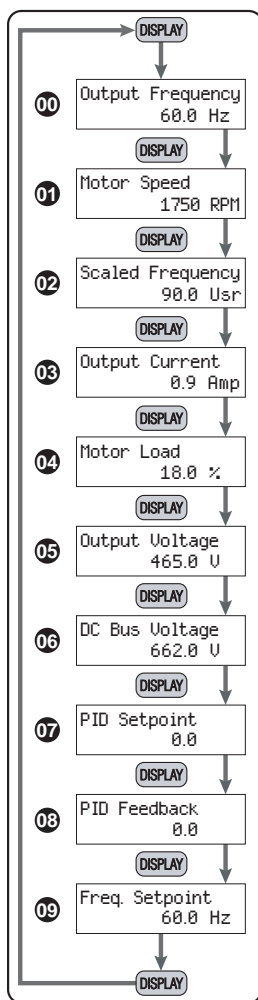 DISPLAY
00
Output Frequency
60.0 Hz
DISPLAY
01
Motor Speed
1750 RPM
DISPLAY
02
Scaled Frequency
90.0 Usr
DISPLAY
03
Output Current
0.9 Amp
DISPLAY
04
Motor Load
18.0 %
DISPLAY
05
Output Voltage
465.0 V
DISPLAY
06
DC Bus Voltage
662.0 V
DISPLAY
07
PID Setpoint
0.0
DISPLAY
08
PID Feedback
0.0
DISPLAY
09
Freq. Setpoint
60.0 Hz
DISPLAY